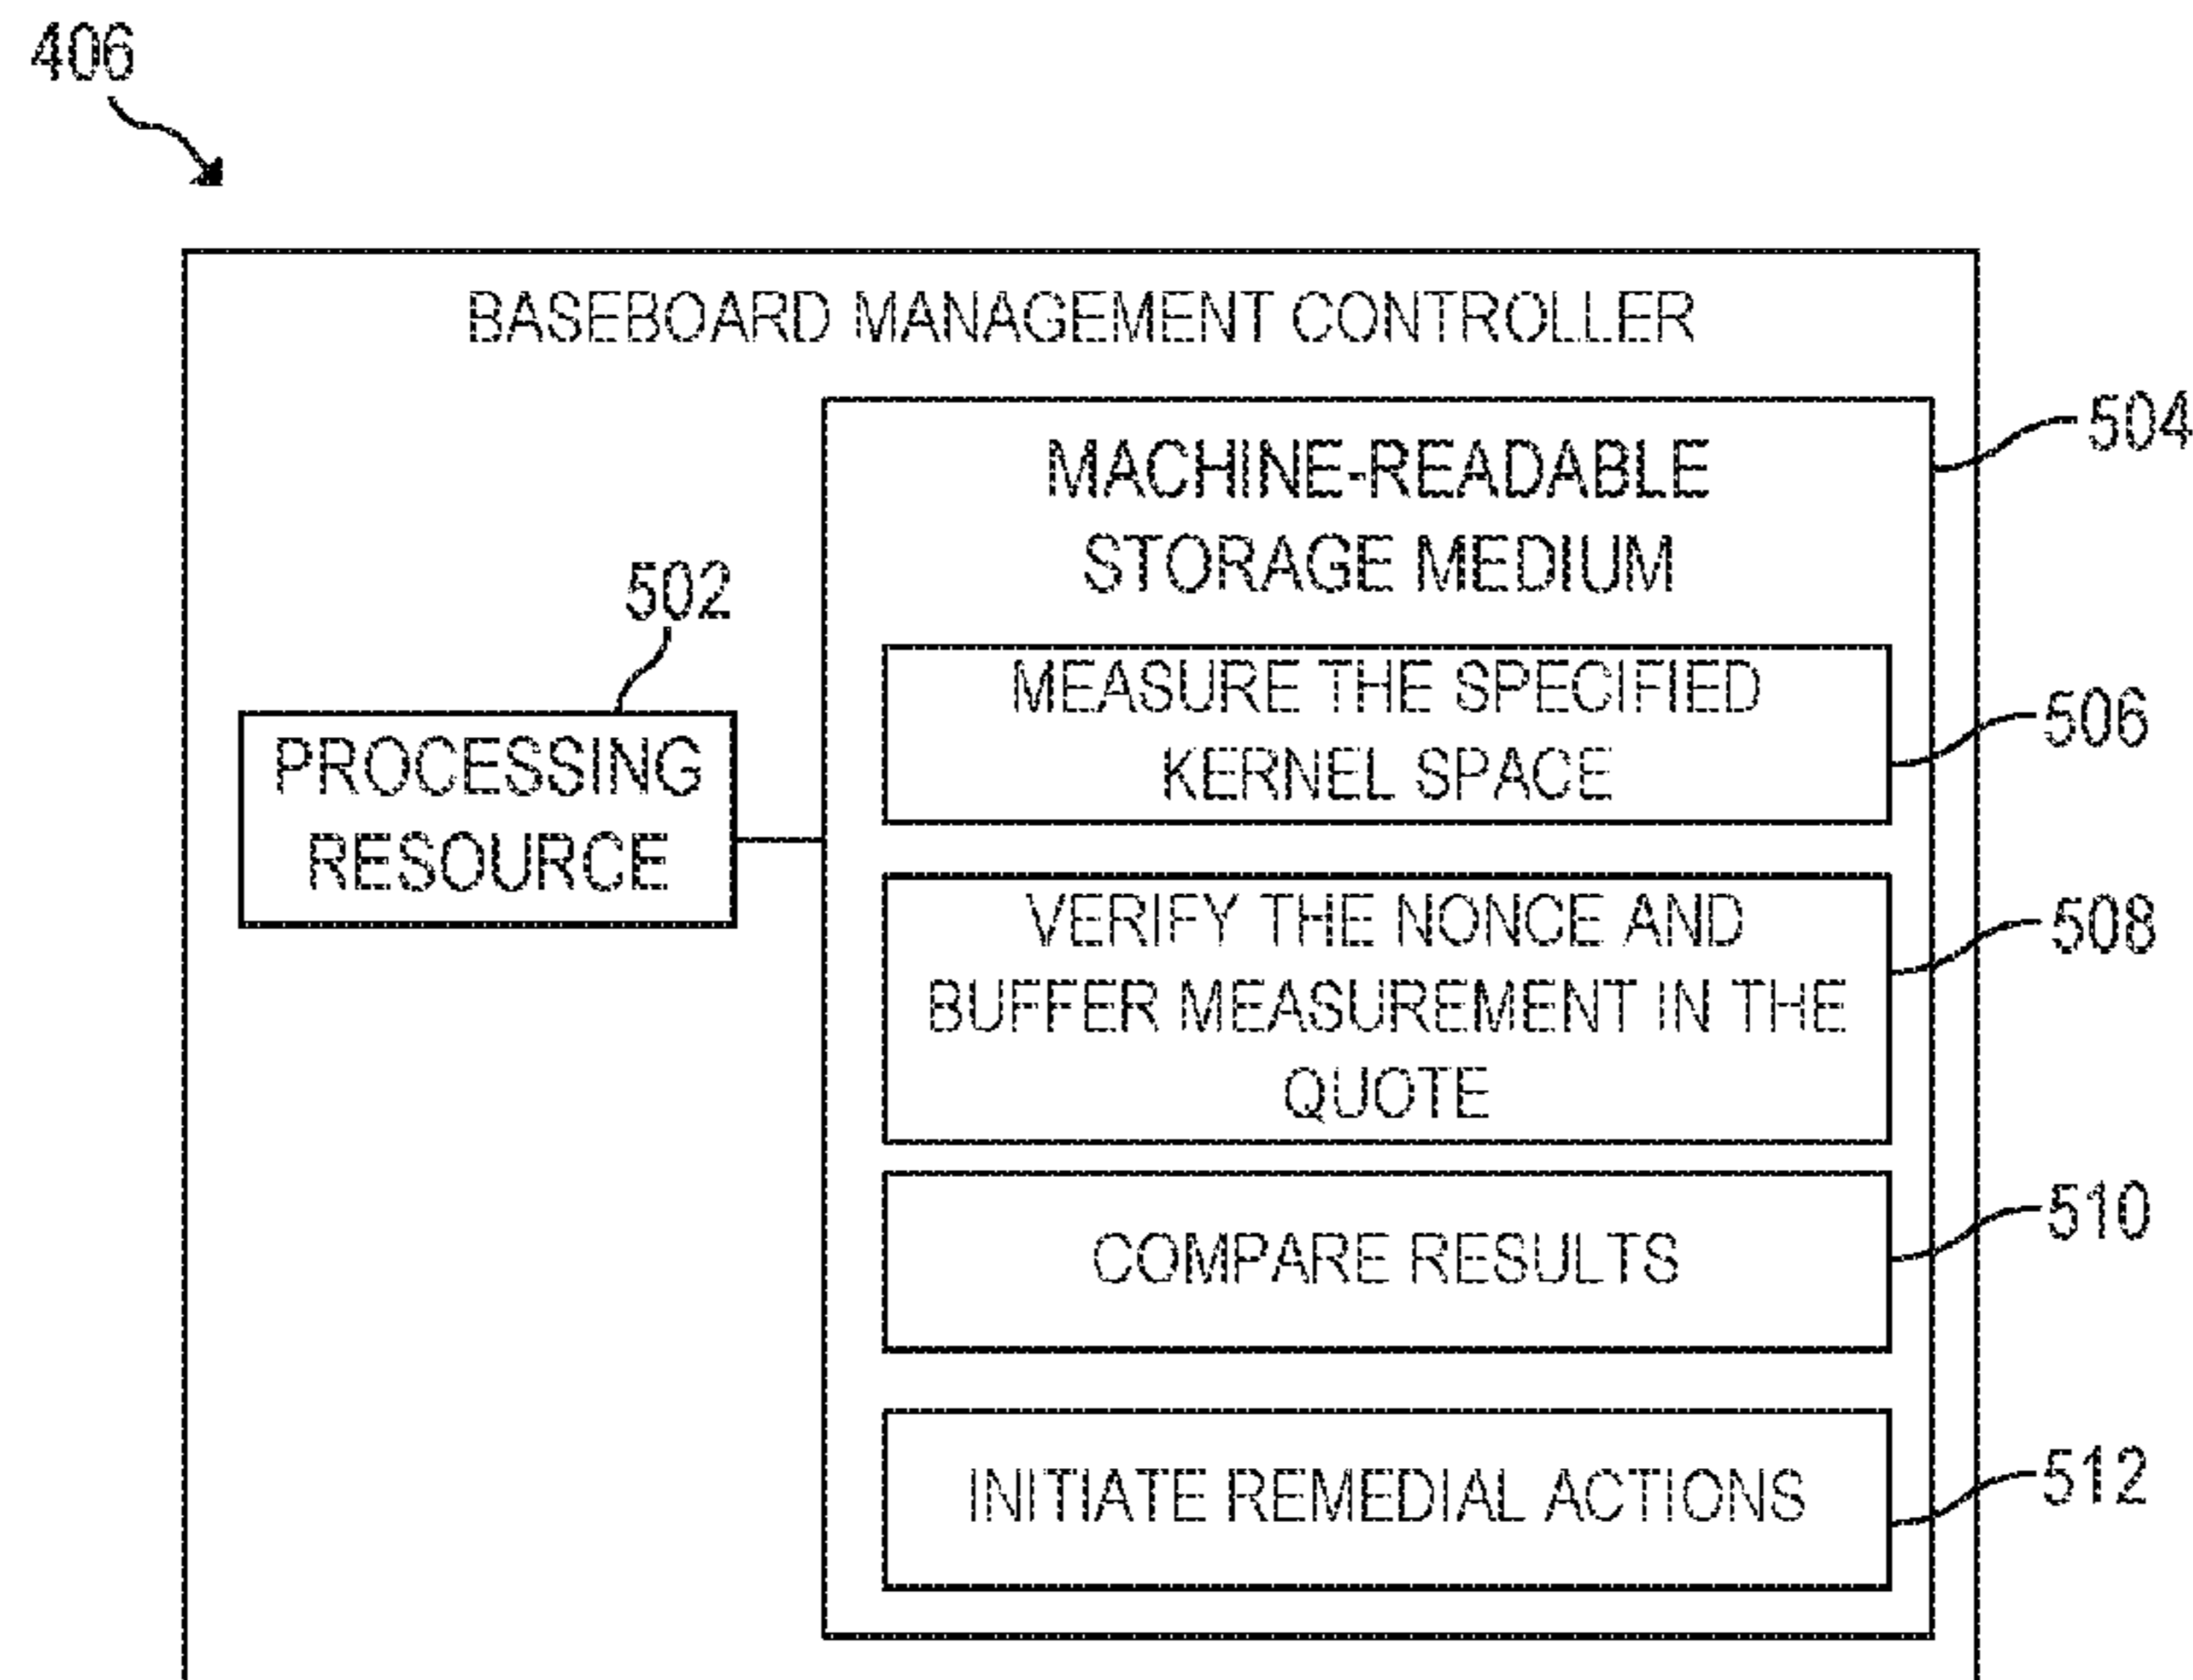 406
BASEBOARD MANAGEMENT CONTROLLER
MACHINE-READABLE
STORAGE MEDIUM
504
502
PROCESSING
RESOURCE
MEASURE THE SPECIFIED
KERNEL SPACE
506
VERIFY THE NONCE AND
BUFFER MEASUREMENT IN THE
QUOTE
508
COMPARE RESULTS
510
INITIATE REMEDIAL ACTIONS
512